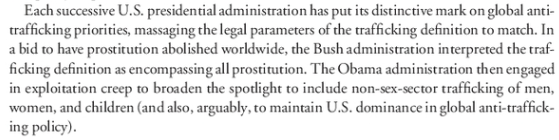 Each successive U.S. presidential administration has put its distinctive mark on global anti-
trafficking priorities, massaging the legal parameters of the trafficking definition to match. In
a bid to have prostitution abolished worldwide, the Bush administration interpreted the traf-
ficking definition as encompassing all prostitution. The Obama administration then engaged
in exploitation creep to broaden the spotlight to include non-sex-sector trafficking of men,
women, and children (and also, arguably, to maintain U.S. dominance in global anti-traffick-
ing policy).